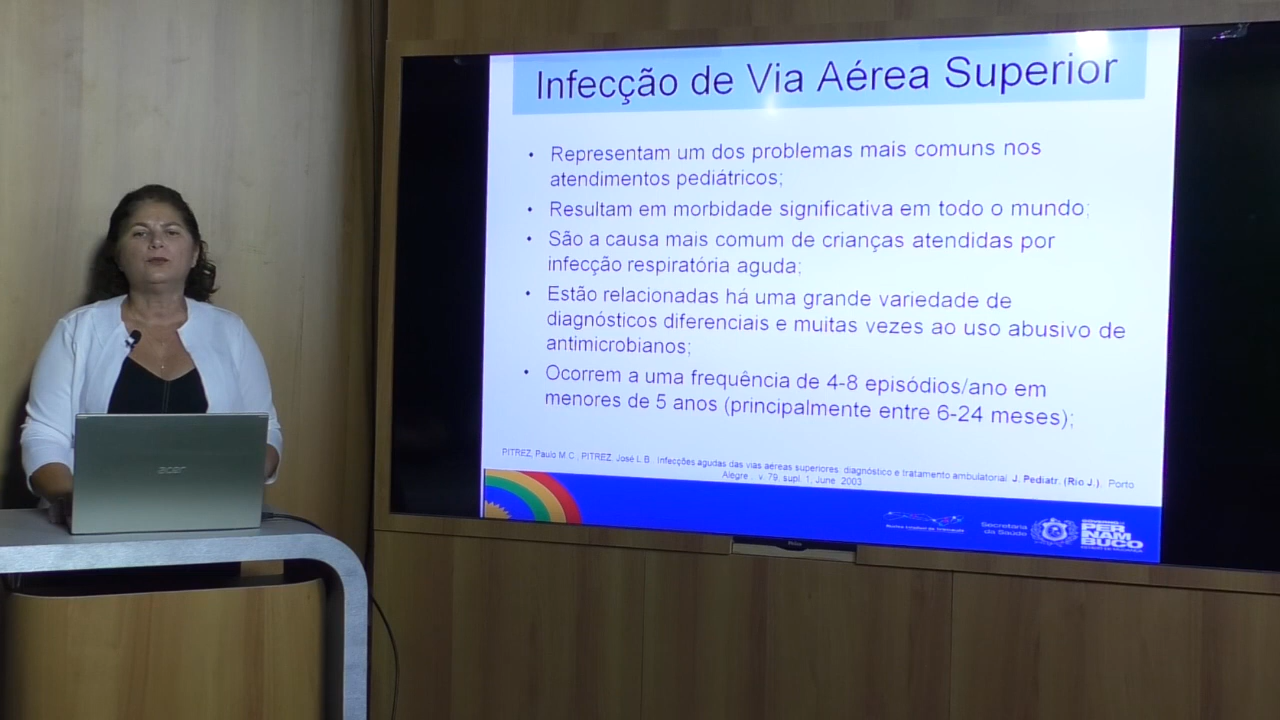 Infecção de Via Aérea Superior
• Representam um dos problemas mais comuns nos
atendimentos pediátricos;
• Resultam em morbidade significativa em todo o mundo;
• São a causa mais comum de crianças atendidas por
infecção respiratória aguda;
• Estão relacionadas há uma grande variedade de
diagnósticos diferenciais e muitas vezes ao uso abusivo de
antimicrobianos;
• Ocorrem a uma frequência de 4-8 episódios/ano em
menores de 5 anos (principalmente entre 6-24 meses);
PITREZ, Paulo M.C.; PITREZ, José L.B. Infecções agudas das vias aéreas superiores: diagnóstico e tratamento ambulatorial. J. Pediatr. (Rio J.), Porto
Alegre, v. 79, supl. 1, June 2003
Secretaria
da Saúde
PER
NAM
BUCO
acer